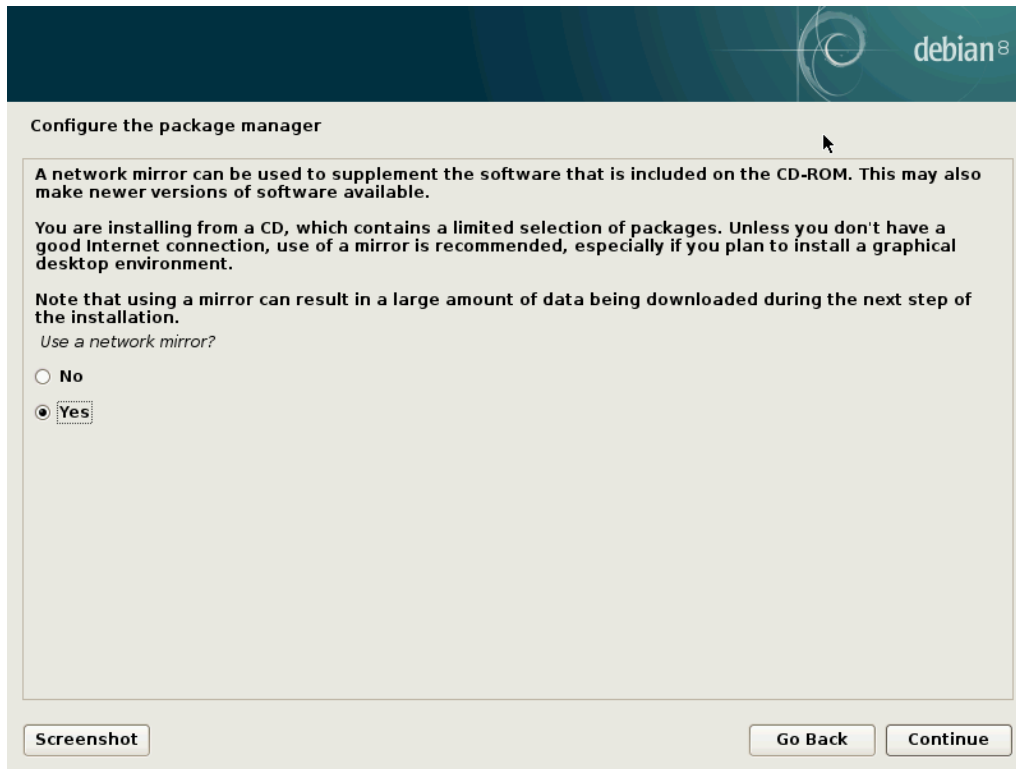 debian 8
Configure the package manager
A network mirror can be used to supplement the software that is included on the CD-ROM. This may also
make newer versions of software available.
You are installing from a CD, which contains a limited selection of packages. Unless you don't have a
good Internet connection, use of a mirror is recommended, especially if you plan to install a graphical
desktop environment.
Note that using a mirror can result in a large amount of data being downloaded during the next step of
the installation.
Use a network mirror?
No
Yes
Screenshot
Go Back
Continue